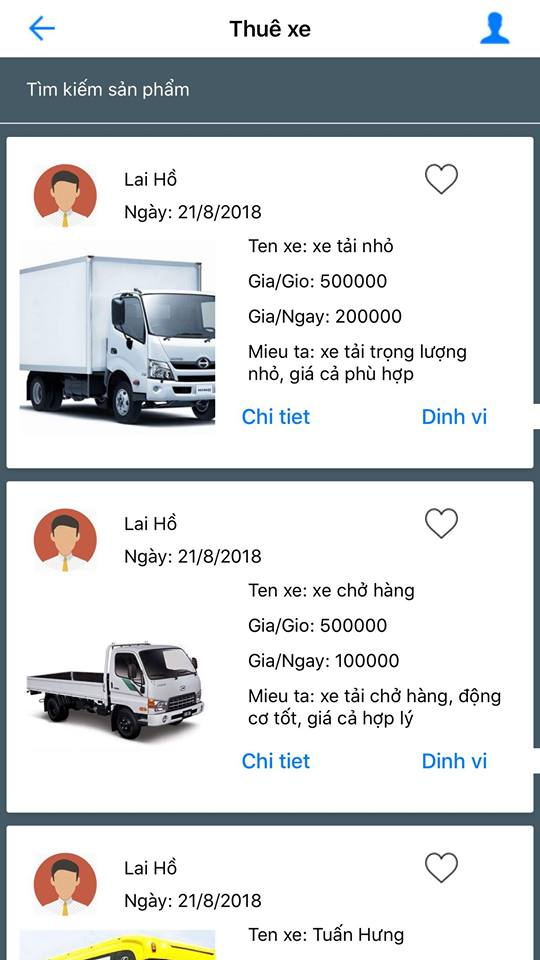 Thuê xe
Tìm kiếm sản phẩm
Lai Hồ
Ngày: 21/8/2018
Ten xe: xe tải nhỏ
Gia/Gio: 500000
Gia/Ngay: 200000
Mieu ta: xe tải trọng lượng
nhỏ, giá cả phù hợp
Chi tiet
Dinh vi
Lai Hồ
Ngày: 21/8/2018
Ten xe: xe chở hàng
Gia/Gio: 500000
Gia/Ngay: 100000
Mieu ta: xe tải chở hàng, động
cơ tốt, giá cả hợp lý
Chi tiet
Dinh vi
Lai Hồ
Ngày: 21/8/2018
Ten xe: Tuấn Hưng